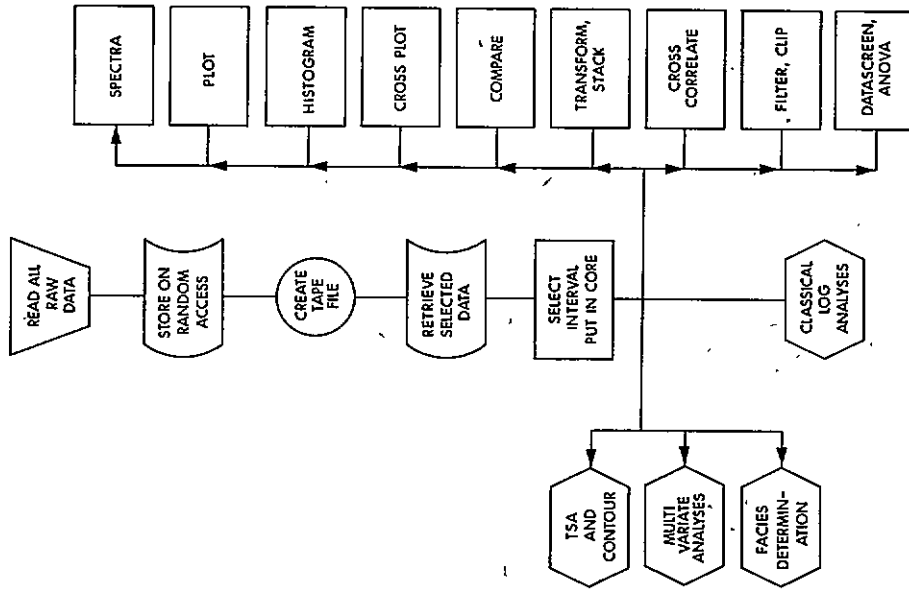 READ ALL
RAW
DATA
STORE ON
RANDOM
ACCESS
CREATE
TAPE
FILE
RETRIEVE
SELECTED
DATA
SELECT
INTERVAL
PUT IN CORE
CLASSICAL
LOG
ANALYSES
SPECTRA
PLOT
HISTOGRAM
CROSS PLOT
COMPARE
TRANSFORM,
STACK
CROSS
CORRELATE
FILTER, CLIP
DATASCREEN,
ANOVA
TSA
AND
CONTOUR
MULTI
VARIATE
ANALYSES
FACIES
DETERMIN-
ATION